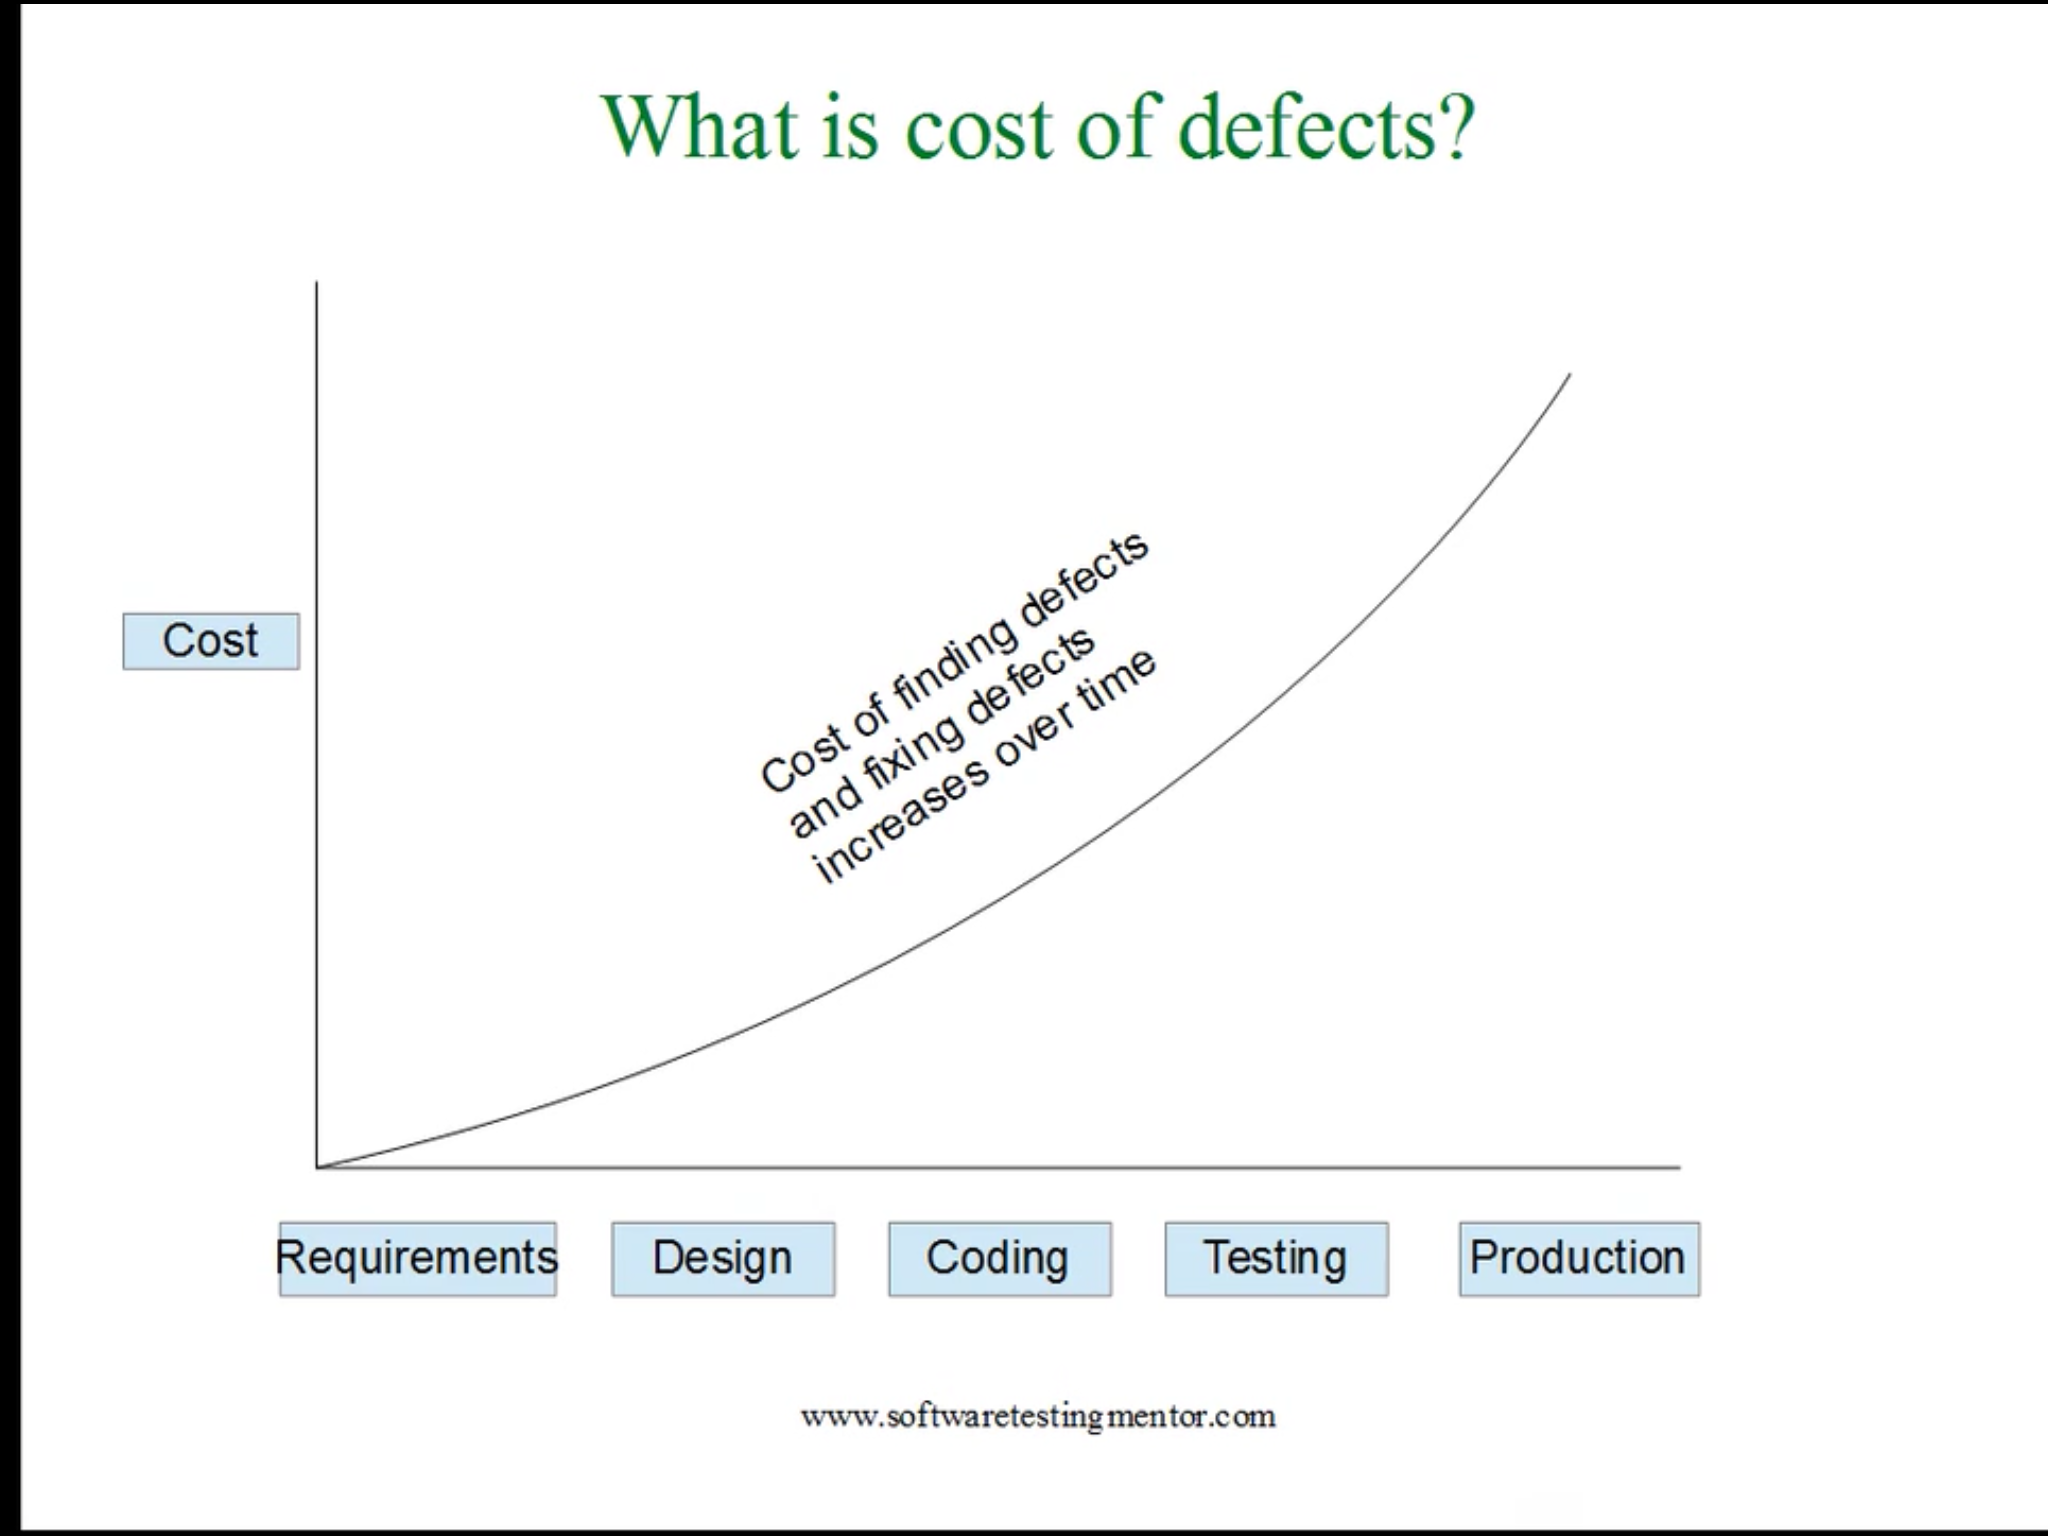 What is cost of defects?
Cost
Cost of finding defects
and fixing defects
increases over time
Requirements
Design
Coding
Testing
Production
www.softwaretestingmentor.com